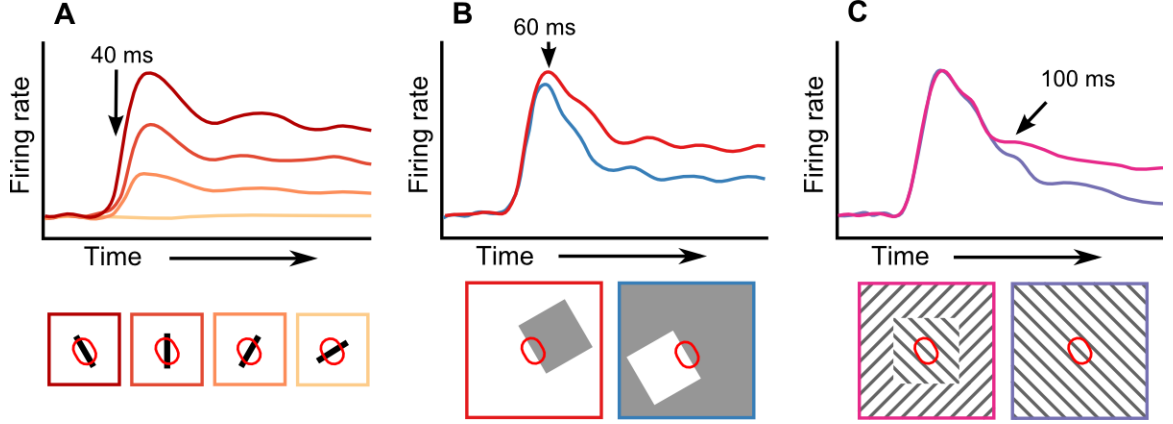 A
40 ms
Firing rate
Time
B
60 ms
Firing rate
Time
C
100 ms
Firing rate
Time